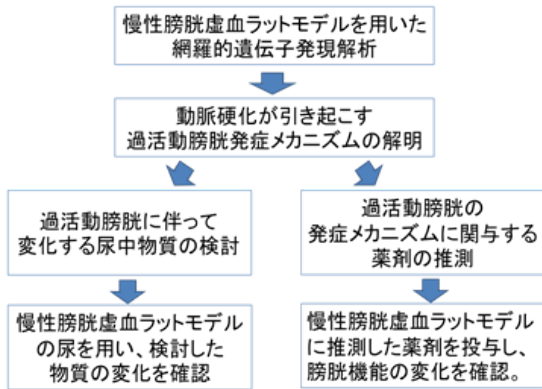 慢性膀胱虚血ラットモデルを用いた
網羅的遺伝子発現解析
動脈硬化が引き起こす
過活動膀胱発症メカニズムの解明
過活動膀胱に伴って
変化する尿中物質の検討
過活動膀胱の
発症メカニズムに関与する
薬剤の推測
慢性膀胱虚血ラットモデル
の尿を用い、検討した
物質の変化を確認
慢性膀胱虚血ラットモデル
に推測した薬剤を投与し、
膀胱機能の変化を確認。